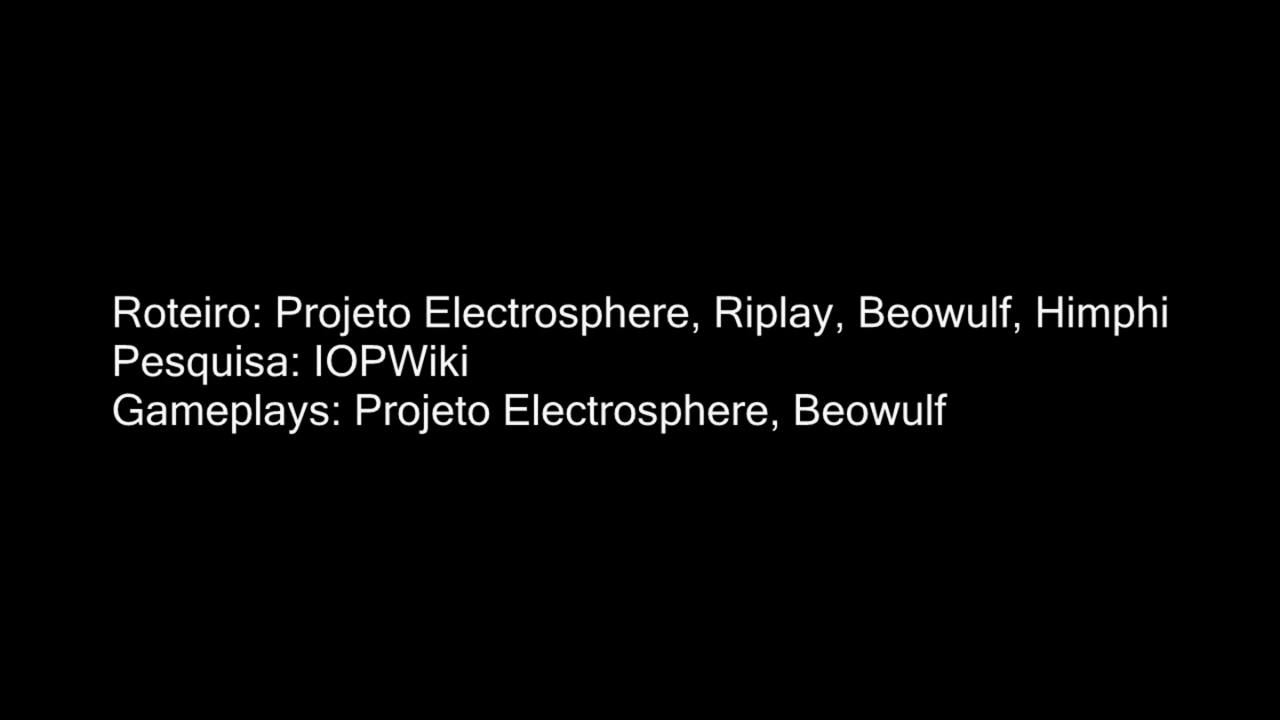 Roteiro: Projeto Electrosphere, Riplay, Beowulf, Himphi
Pesquisa: IOPWiki
Gameplays: Projeto Electrosphere, Beowulf